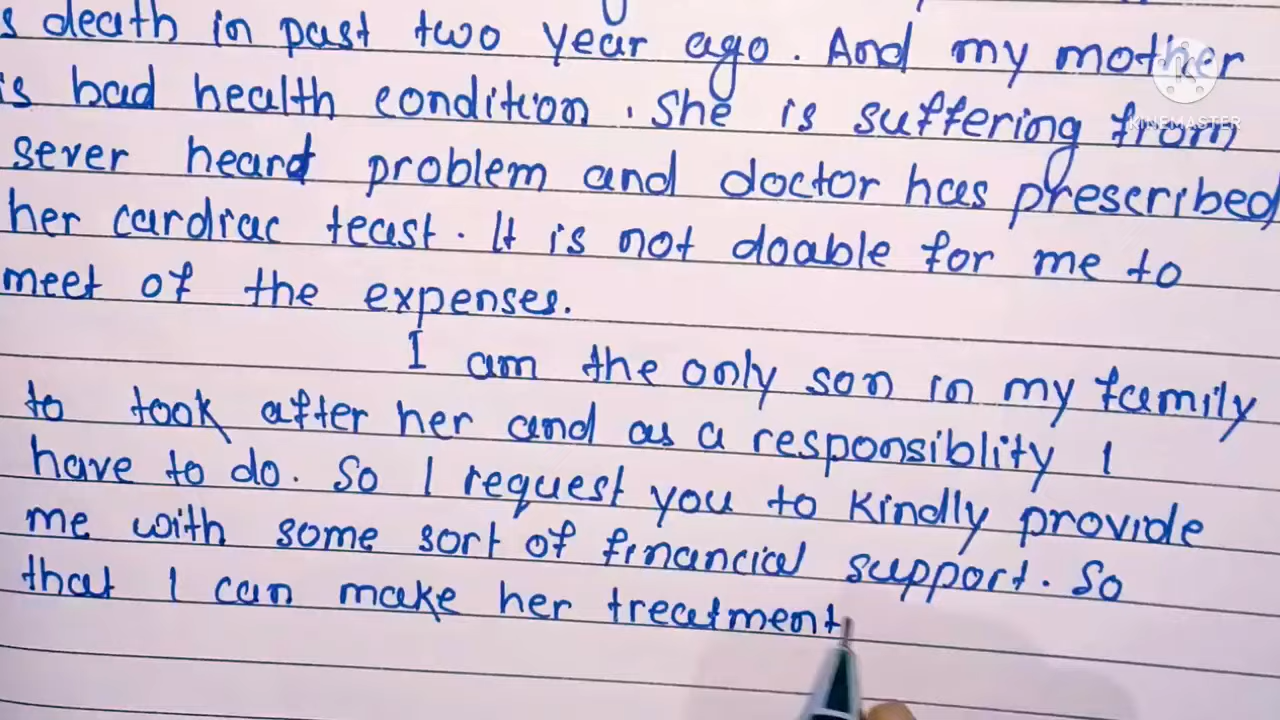 s death in past two year ago. And my mother
is bad health condition. She is suffering from
sever heard problem and doctor has prescribed
her cardiac teast. It is not doable for me to
meet of the expenses.
I am the only son in my family
to took after her and as a responsiblity I
have to do. So I request you to kindly provide
me with some sort of financial support. So
that I can make her treatment
KINEMASTER